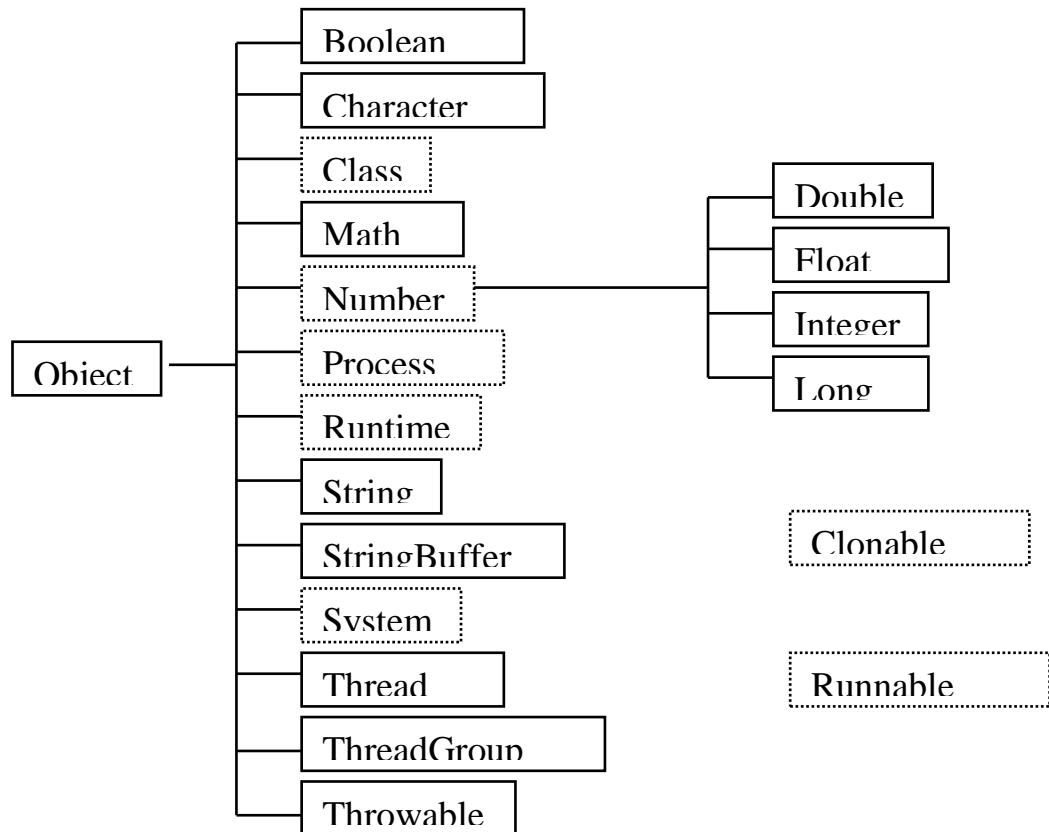 Boolean
Character
Class
Math
Number
Process
Runtime
String
StringBuffer
System
Thread
ThreadGroup
Throwable
Object
Double
Float
Integer
Long
Clonable
Runnable